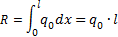 R = ∫₀ˡ q₀dx = q₀ · l